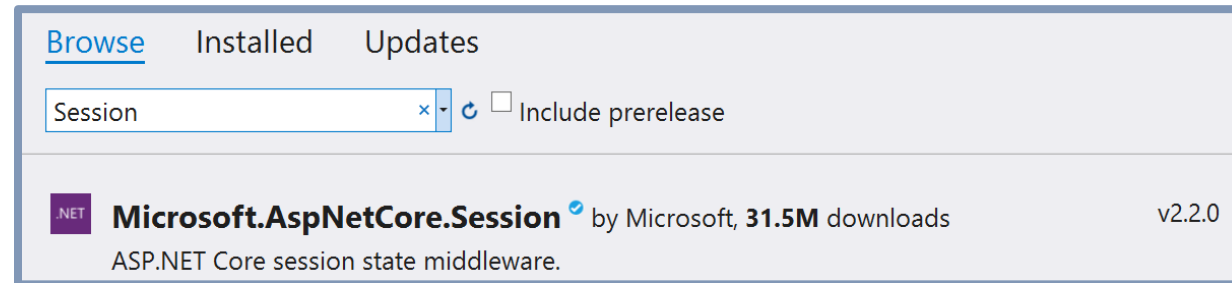 Browse Installed Updates
Session × Include prerelease
.NET Microsoft.AspNetCore.Session by Microsoft, 31.5M downloads v2.2.0
ASP.NET Core session state middleware.